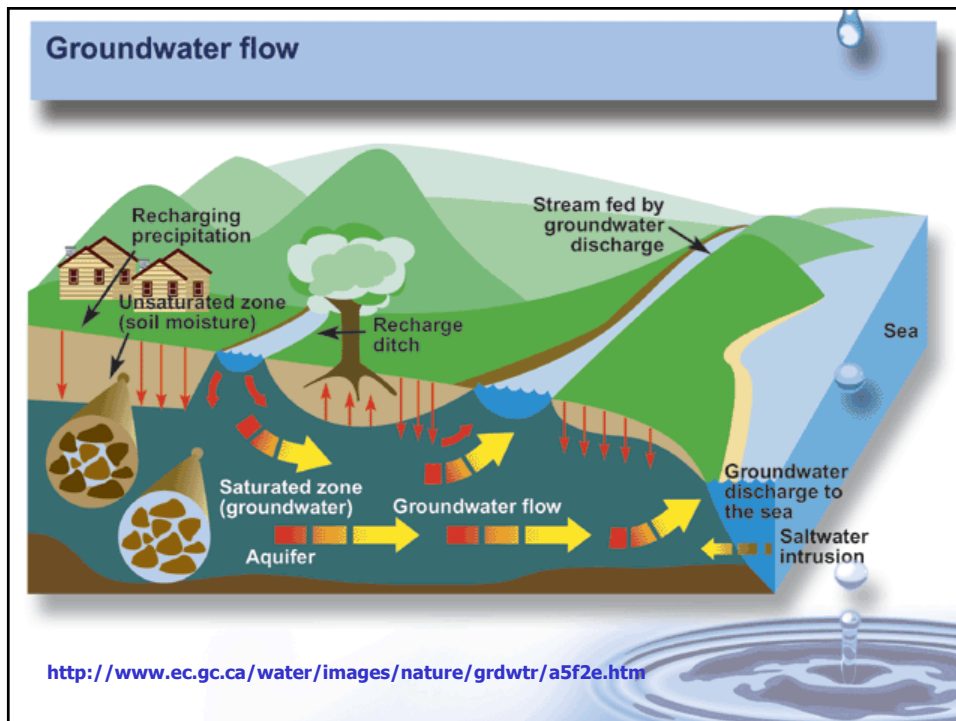 Groundwater flow
Recharging
precipitation
Unsaturated zone
(soil moisture)
Recharge
ditch
Stream fed by
groundwater
discharge
Sea
Saturated zone
(groundwater)
Aquifer
Groundwater flow
Groundwater
discharge to
the sea
Saltwater
intrusion
http://www.ec.gc.ca/water/images/nature/grdwtr/a5f2e.htm